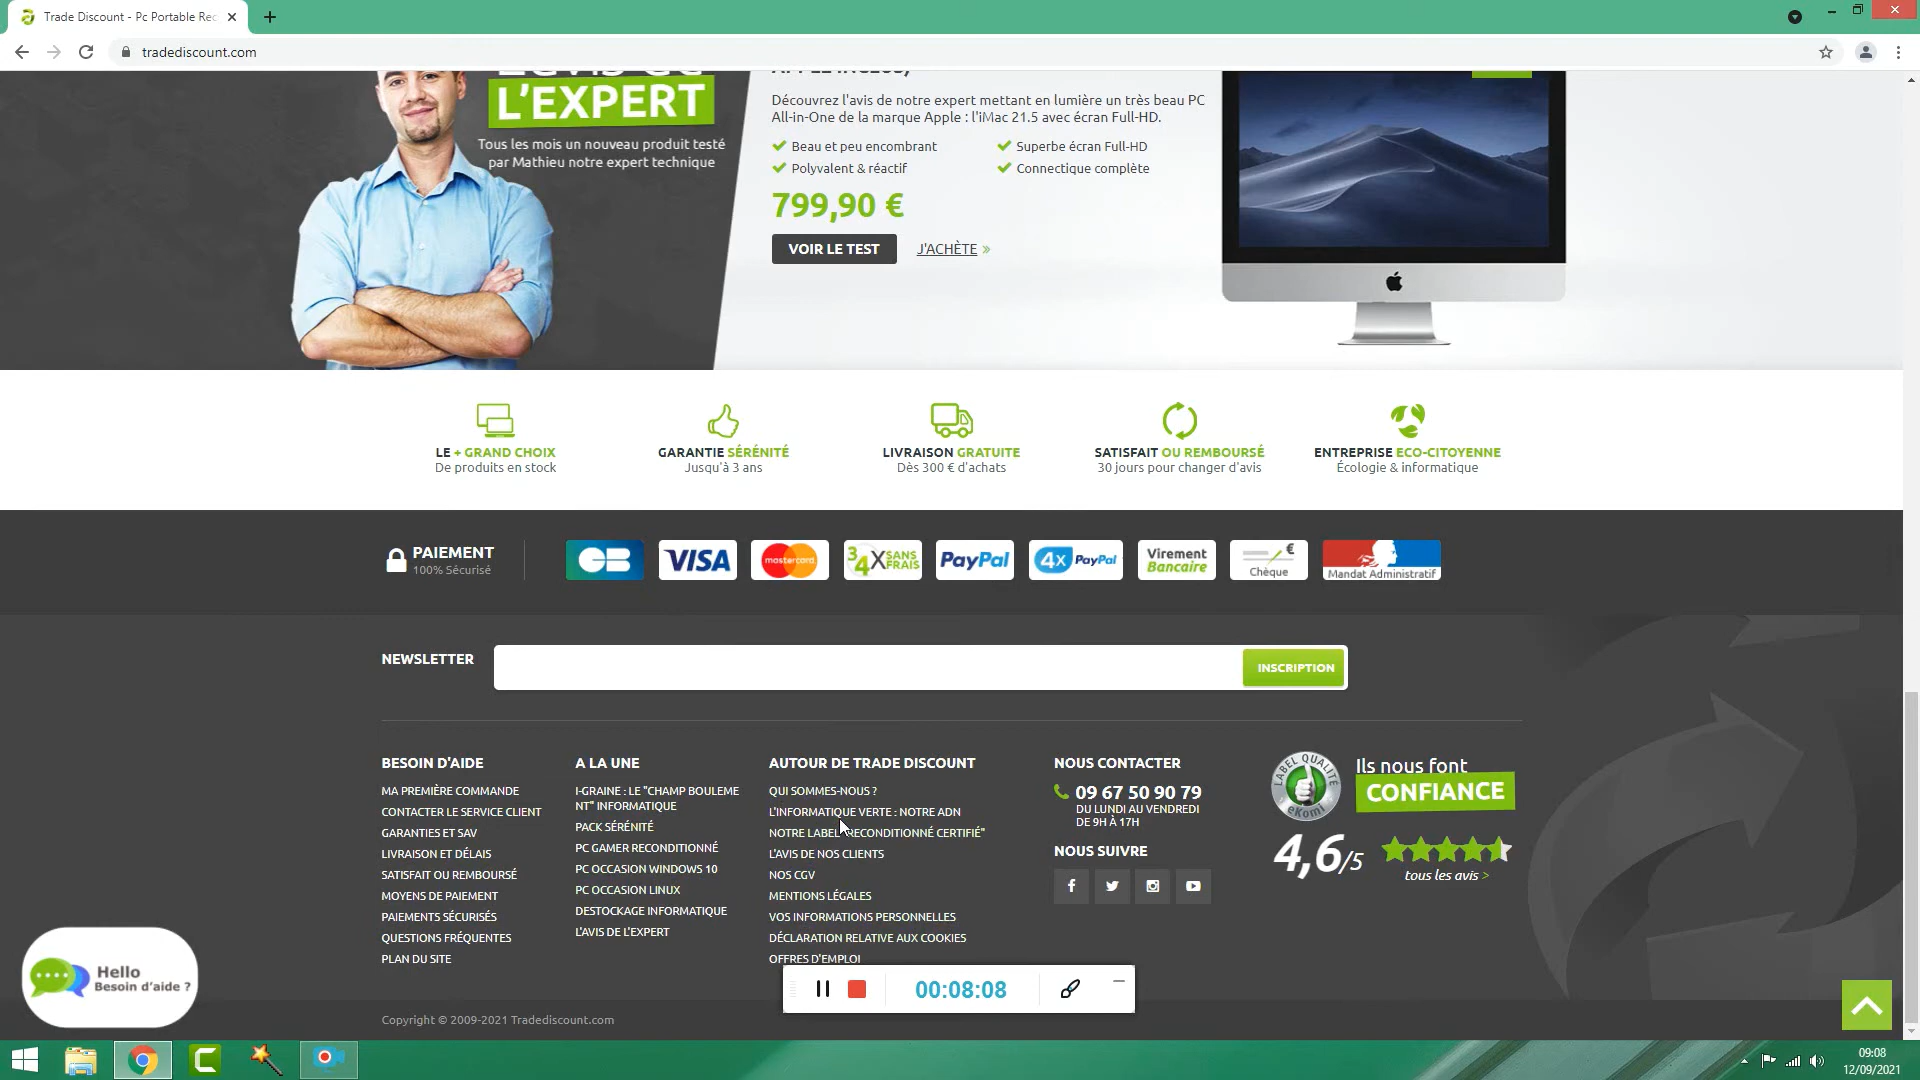 Trade Discount - Pc Portable Rec
tradediscount.com
L'EXPERT
Tous les mois un nouveau produit testé
par Mathieu notre expert technique
Découvrez l'avis de notre expert mettant en lumière un très beau PC
All-in-One de la marque Apple : l'iMac 21.5 avec écran Full-HD.
Beau et peu encombrant
Superbe écran Full-HD
Polyvalent & réactif
Connectique complète
799,90 €
VOIR LE TEST
J'ACHÈTE »
LE + GRAND CHOIX
De produits en stock
GARANTIE SÉRÉNITÉ
Jusqu'à 3 ans
LIVRAISON GRATUITE
Dès 300 € d'achats
SATISFAIT OU REMBOURSÉ
30 jours pour changer d'avis
ENTREPRISE ECO-CITOYENNE
Écologie & informatique
PAIEMENT
100% Sécurisé
CB
VISA
mastercard
3 4X SANS FRAIS
PayPal
4x PayPal
Virement Bancaire
€ Chèque
Mandat Administratif
NEWSLETTER
INSCRIPTION
BESOIN D'AIDE
MA PREMIÈRE COMMANDE
CONTACTER LE SERVICE CLIENT
GARANTIES ET SAV
LIVRAISON ET DÉLAIS
SATISFAIT OU REMBOURSÉ
MOYENS DE PAIEMENT
PAIEMENTS SÉCURISÉS
QUESTIONS FRÉQUENTES
PLAN DU SITE
A LA UNE
I-GRAINE : LE "CHAMP BOULEME
NT" INFORMATIQUE
PACK SÉRÉNITÉ
PC GAMER RECONDITIONNÉ
PC OCCASION WINDOWS 10
PC OCCASION LINUX
DESTOCKAGE INFORMATIQUE
L'AVIS DE L'EXPERT
AUTOUR DE TRADE DISCOUNT
QUI SOMMES-NOUS ?
L'INFORMATIQUE VERTE : NOTRE ADN
NOTRE LABEL RECONDITIONNÉ CERTIFIÉ"
L'AVIS DE NOS CLIENTS
NOS CGV
MENTIONS LÉGALES
VOS INFORMATIONS PERSONNELLES
DÉCLARATION RELATIVE AUX COOKIES
OFFRES D'EMPLOI
NOUS CONTACTER
09 67 50 90 79
DU LUNDI AU VENDREDI
DE 9H À 17H
NOUS SUIVRE
LABEL QUALITÉ
eKomi
Ils nous font
CONFIANCE
4,6/5
tous les avis >
Hello
Besoin d'aide ?
00:08:08
Copyright © 2009-2021 Tradediscount.com
09:08
12/09/2021